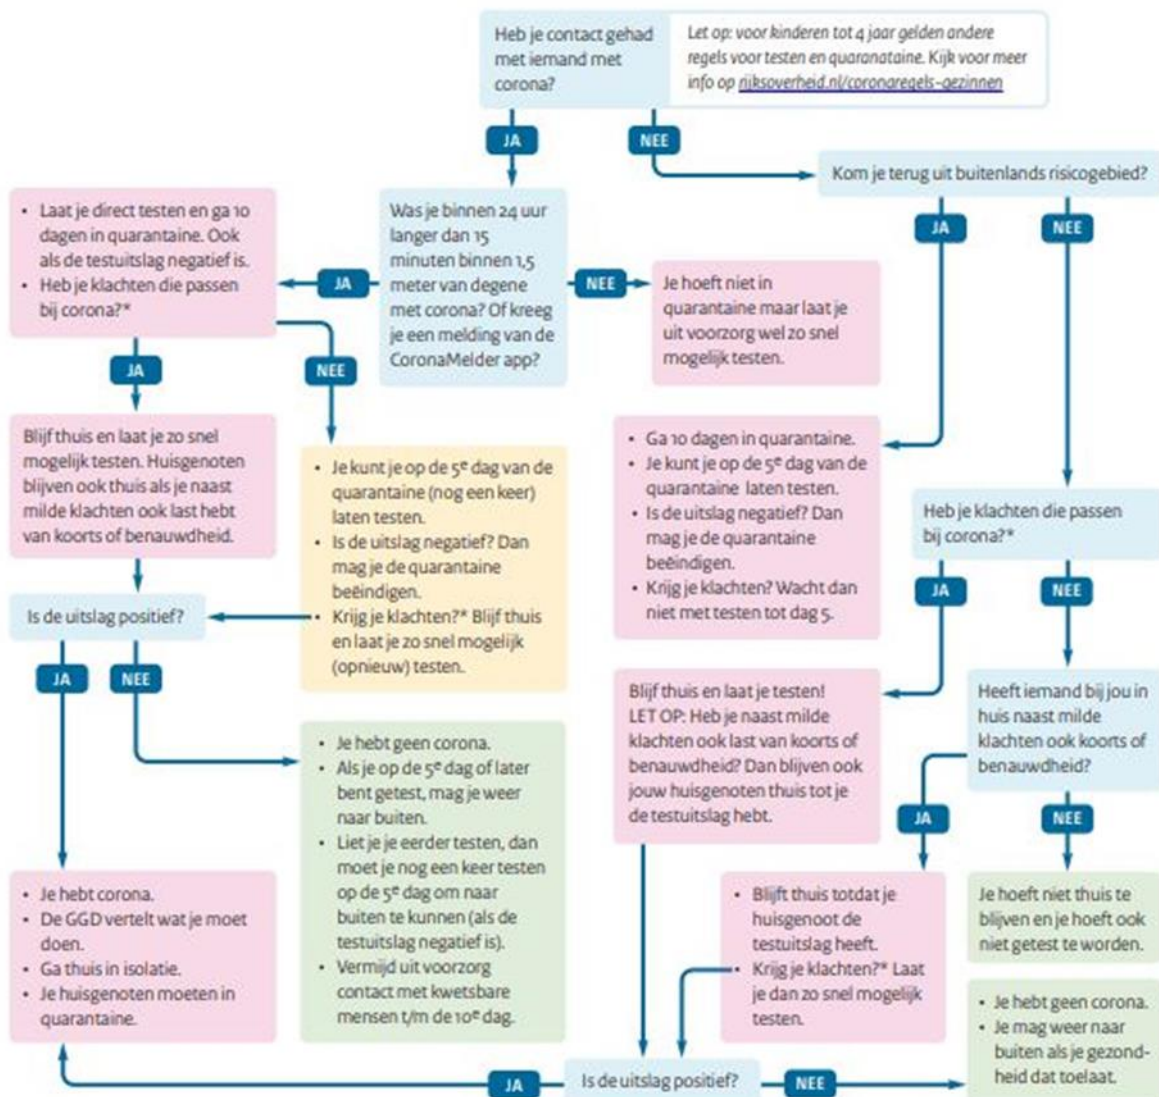 Heb je contact gehad
met iemand met
corona?
Let op: voor kinderen tot 4 jaar gelden andere
regels voor testen en quaranataine. Kijk voor meer
info op rijksoverheid.nl/coronaregels-gezinnen
JA
NEE
Kom je terug uit buitenlands risicogebied?
• Laat je direct testen en ga 10
dagen in quarantaine. Ook
als de testuitslag negatief is.
• Heb je klachten die passen
bij corona?*
Was je binnen 24 uur
langer dan 15
minuten binnen 1,5
meter van degene
met corona? Of kreeg
je een melding van de
CoronaMelder app?
JA
NEE
Je hoeft niet in
quarantaine maar laat je
uit voorzorg wel zo snel
mogelijk testen.
JA
NEE
JA
NEE
Blijf thuis en laat je zo snel
mogelijk testen. Huisgenoten
blijven ook thuis als je naast
milde klachten ook last hebt
van koorts of benauwdheid.
• Je kunt je op de 5e dag van de
quarantaine (nog een keer)
laten testen.
• Is de uitslag negatief? Dan
mag je de quarantaine
beëindigen.
• Krijg je klachten?* Blijf thuis
en laat je zo snel mogelijk
(opnieuw) testen.
• Ga 10 dagen in quarantaine.
• Je kunt je op de 5e dag van de
quarantaine laten testen.
• Is de uitslag negatief? Dan
mag je de quarantaine
beëindigen.
• Krijg je klachten? Wacht dan
niet met testen tot dag 5.
Heb je klachten die passen
bij corona?*
JA
NEE
Is de uitslag positief?
JA
NEE
Blijf thuis en laat je testen!
LET OP: Heb je naast milde
klachten ook last van koorts of
benauwdheid? Dan blijven ook
jouw huisgenoten thuis tot je
de testuitslag hebt.
Heeft iemand bij jou in
huis naast milde
klachten ook koorts of
benauwdheid?
JA
NEE
• Je hebt geen corona.
• Als je op de 5e dag of later
bent getest, mag je weer
naar buiten.
• Liet je je eerder testen, dan
moet je nog een keer testen
op de 5e dag om naar
buiten te kunnen (als de
testuitslag negatief is).
• Vermijd uit voorzorg
contact met kwetsbare
mensen t/m de 10e dag.
• Je hebt corona.
• De GGD vertelt wat je moet
doen.
• Ga thuis in isolatie.
• Je huisgenoten moeten in
quarantaine.
• Blijft thuis totdat je
huisgenoot de
testuitslag heeft.
• Krijg je klachten?* Laat
je dan zo snel mogelijk
testen.
Je hoeft niet thuis te
blijven en je hoeft ook
niet getest te worden.
• Je hebt geen corona.
• Je mag weer naar
buiten als je gezond-
heid dat toelaat.
JA
Is de uitslag positief?
NEE